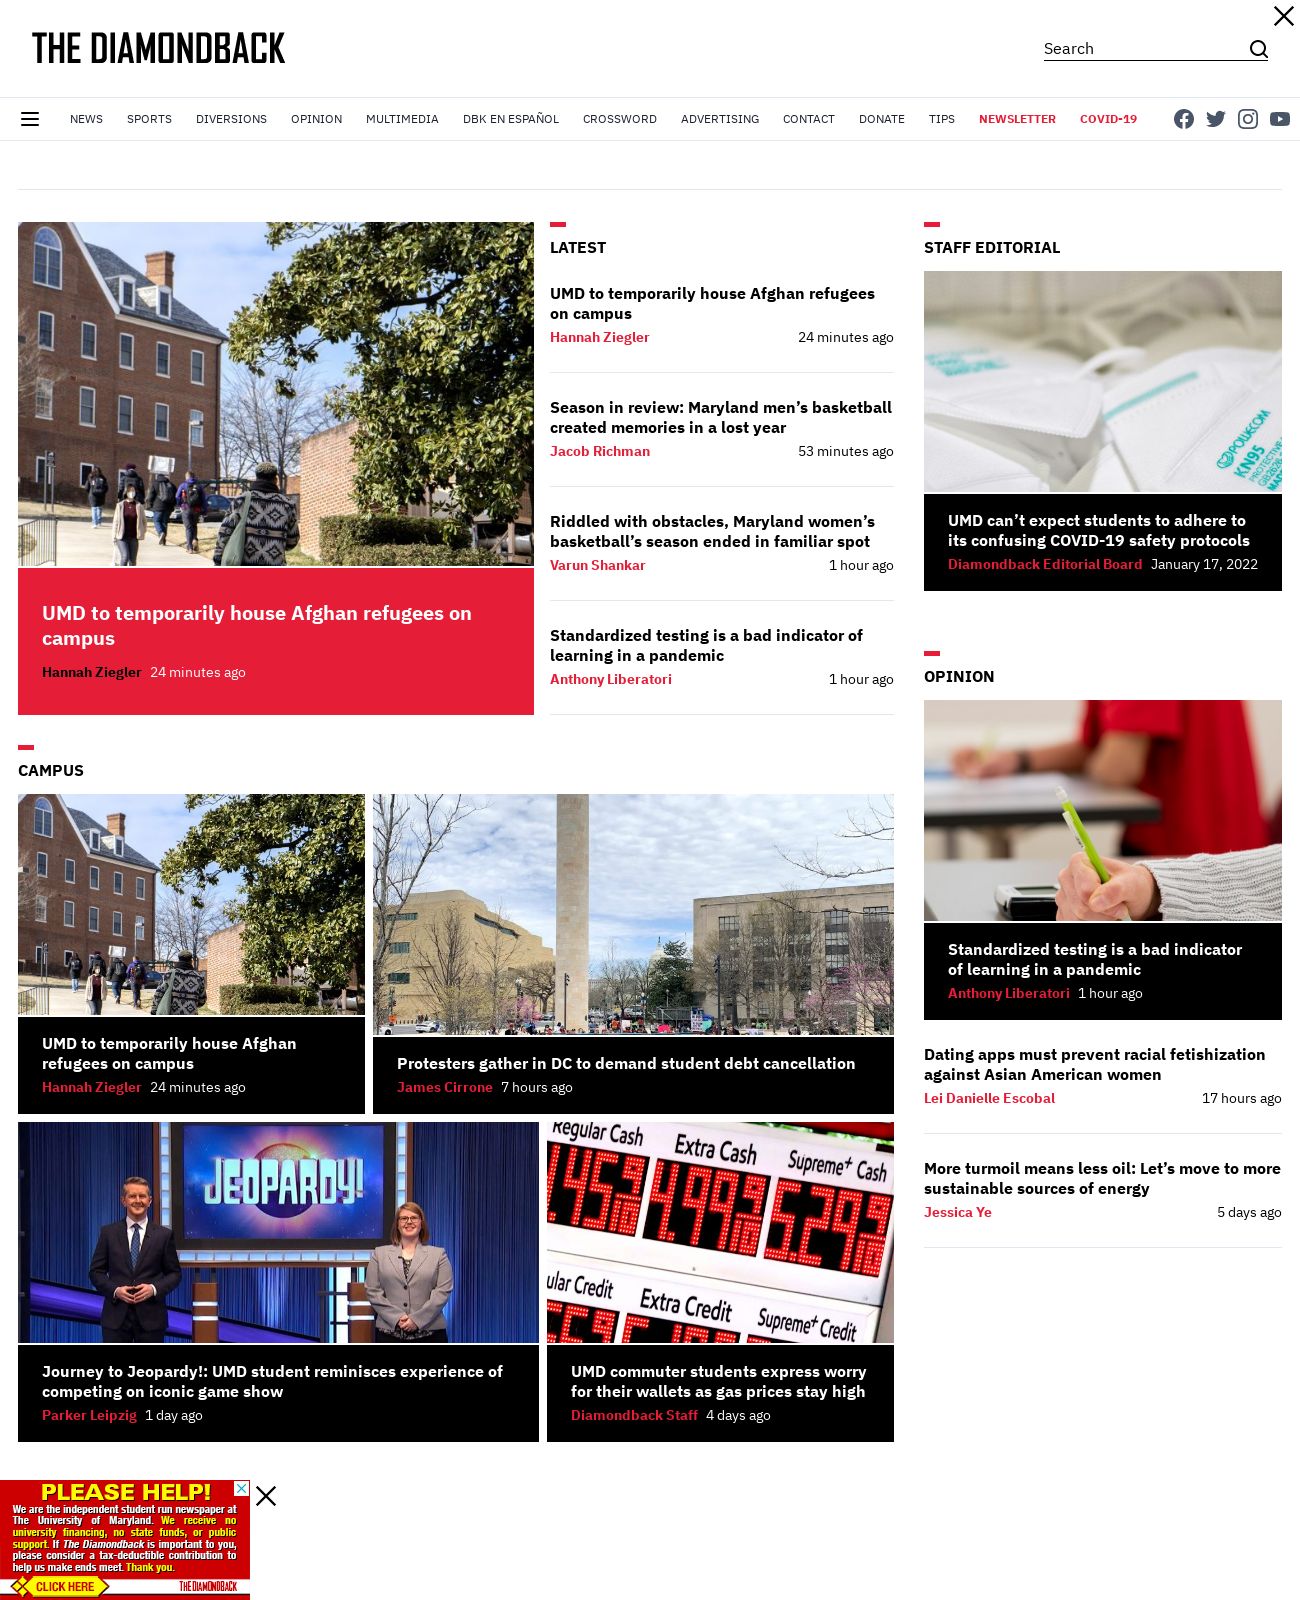 THE DIAMONDBACK
Search
NEWS SPORTS DIVERSIONS OPINION MULTIMEDIA DBK EN ESPAÑOL CROSSWORD ADVERTISING CONTACT DONATE TIPS NEWSLETTER COVID-19
UMD to temporarily house Afghan refugees on
campus
Hannah Ziegler 24 minutes ago
LATEST
UMD to temporarily house Afghan refugees
on campus
Hannah Ziegler 24 minutes ago
Season in review: Maryland men’s basketball
created memories in a lost year
Jacob Richman 53 minutes ago
Riddled with obstacles, Maryland women’s
basketball’s season ended in familiar spot
Varun Shankar 1 hour ago
Standardized testing is a bad indicator of
learning in a pandemic
Anthony Liberatori 1 hour ago
STAFF EDITORIAL
POWECOM
KN95
UMD can’t expect students to adhere to
its confusing COVID-19 safety protocols
Diamondback Editorial Board January 17, 2022
OPINION
Standardized testing is a bad indicator
of learning in a pandemic
Anthony Liberatori 1 hour ago
Dating apps must prevent racial fetishization
against Asian American women
Lei Danielle Escobal 17 hours ago
More turmoil means less oil: Let’s move to more
sustainable sources of energy
Jessica Ye 5 days ago
CAMPUS
UMD to temporarily house Afghan
refugees on campus
Hannah Ziegler 24 minutes ago
Protesters gather in DC to demand student debt cancellation
James Cirrone 7 hours ago
JEOPARDY!
Journey to Jeopardy!: UMD student reminisces experience of
competing on iconic game show
Parker Leipzig 1 day ago
Regular Cash Extra Cash Supreme+ Cash
4.99 5.29
ular Credit Extra Credit Supreme+ Credit
UMD commuter students express worry
for their wallets as gas prices stay high
Diamondback Staff 4 days ago
PLEASE HELP!
We are the independent student run newspaper at
The University of Maryland. We receive no
university financing, no state funds, or public
support. If The Diamondback is important to you,
please consider a tax-deductible contribution to
help us make ends meet. Thank you.
CLICK HERE THE DIAMONDBACK